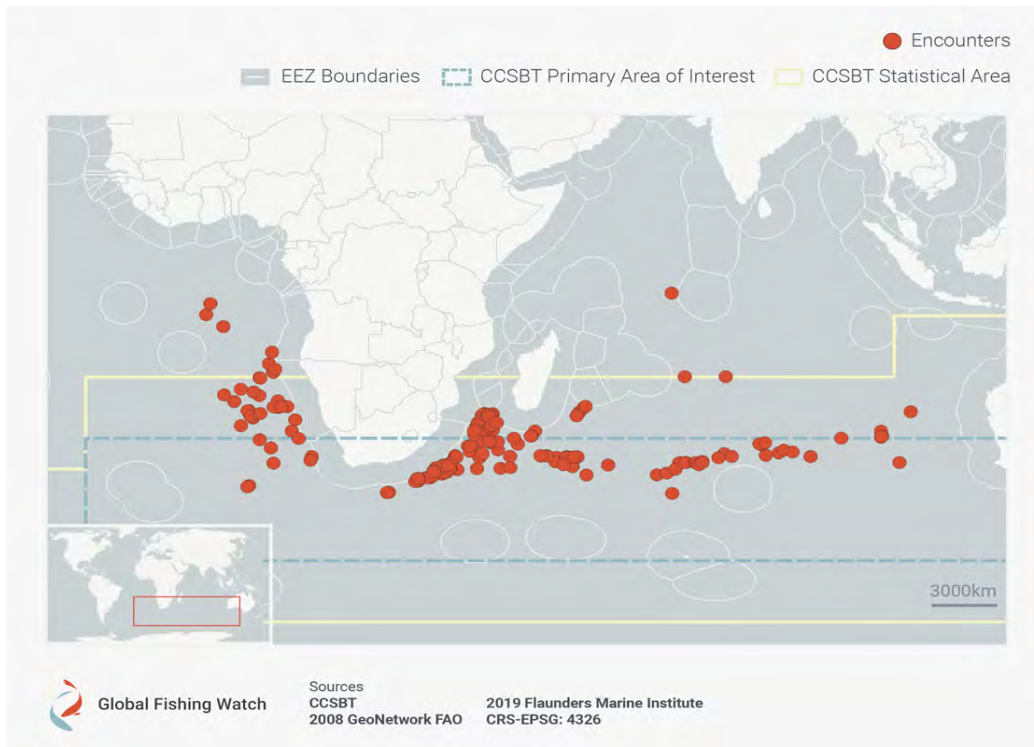 Encounters
EEZ Boundaries CCSBT Primary Area of Interest CCSBT Statistical Area
3000km
Global Fishing Watch
Sources
CCSBT
2008 GeoNetwork FAO
2019 Flaunders Marine Institute
CRS-EPSG: 4326